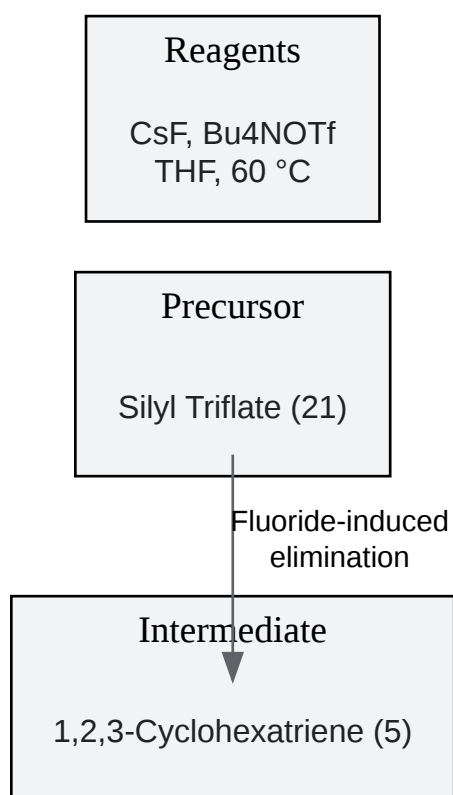 Reagents
CsF, Bu4NOTf
THF, 60 °C
Precursor
Silyl Triflate (21)
Fluoride-induced
elimination
Intermediate
1,2,3-Cyclohexatriene (5)